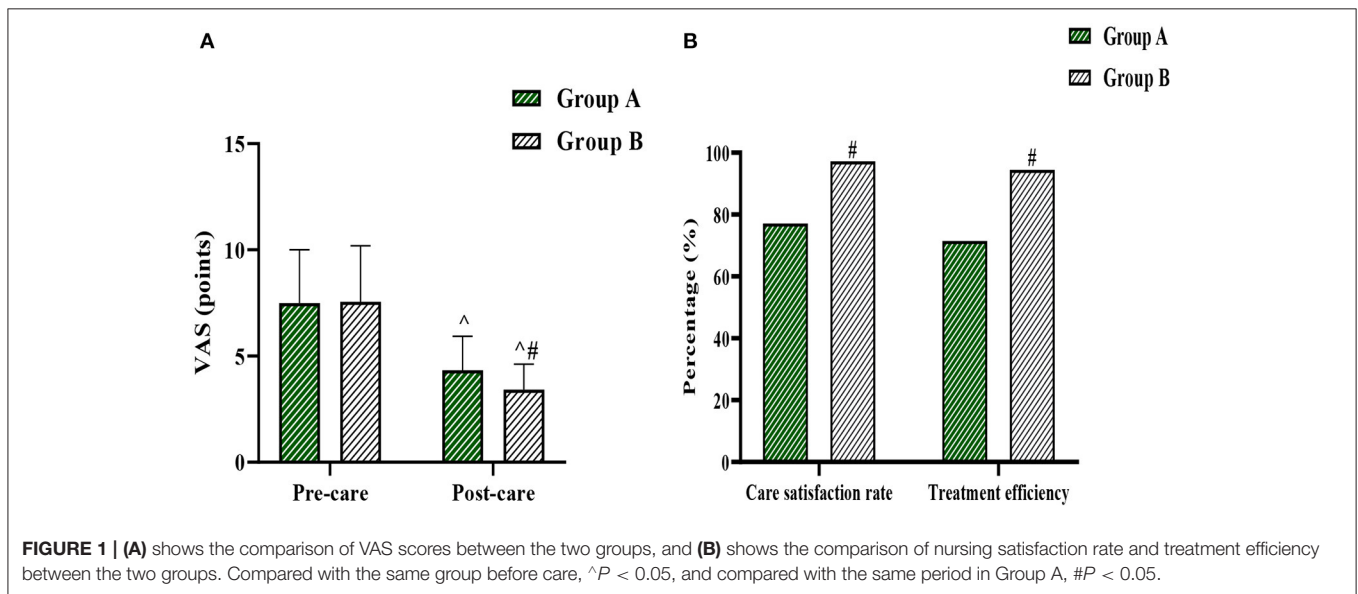 A
Group A
Group B
VAS (points)
15
10
5
0
^
^#
Pre-care
Post-care
B
Group A
Group B
Percentage (%)
100
80
60
40
20
0
#
#
Care satisfaction rate
Treatment efficiency
FIGURE 1 | (A) shows the comparison of VAS scores between the two groups, and (B) shows the comparison of nursing satisfaction rate and treatment efficiency
between the two groups. Compared with the same group before care, ^P < 0.05, and compared with the same period in Group A, #P < 0.05.